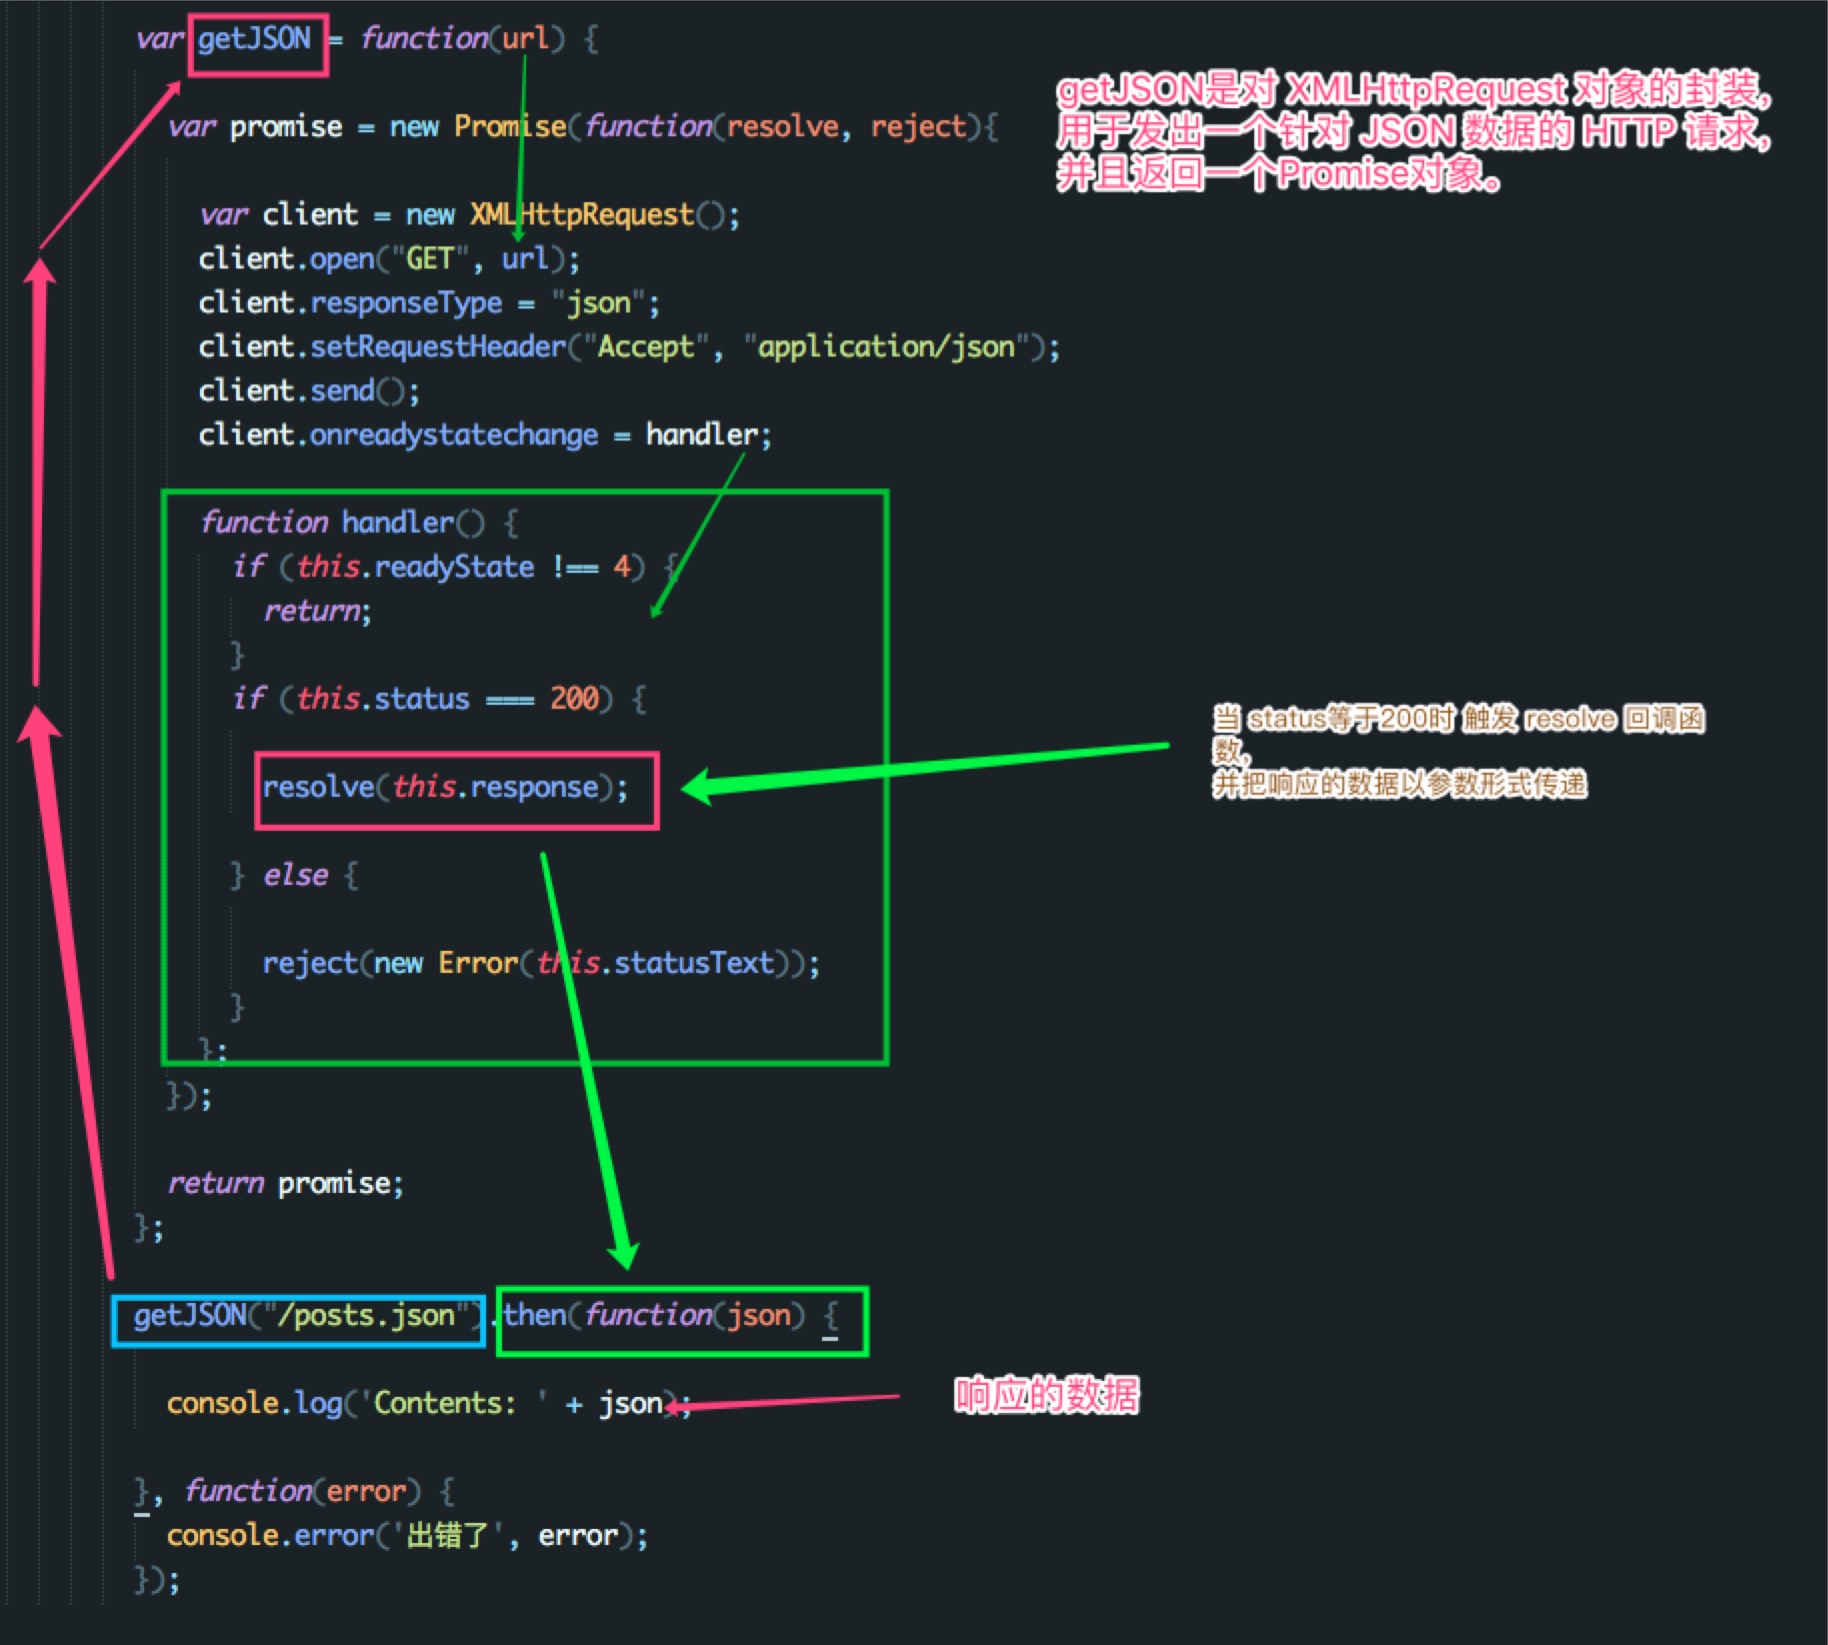 var getJSON = function(url) {
getJSON是对 XMLHttpRequest 对象的封装，
用于发出一个针对 JSON 数据的 HTTP 请求，
并且返回一个Promise对象。
var promise = new Promise(function(resolve, reject){
var client = new XMLHttpRequest();
client.open("GET", url);
client.responseType = "json";
client.setRequestHeader("Accept", "application/json");
client.send();
client.onreadystatechange = handler;
function handler() {
if (this.readyState !== 4) {
return;
}
if (this.status === 200) {
当 status等于200时 触发 resolve 回调函
数，
并把响应的数据以参数形式传递
resolve(this.response);
} else {
reject(new Error(this.statusText));
}
};
});
return promise;
};
getJSON("/posts.json").then(function(json) {
console.log('Contents: ' + json);
响应的数据
}, function(error) {
console.error('出错了', error);
});